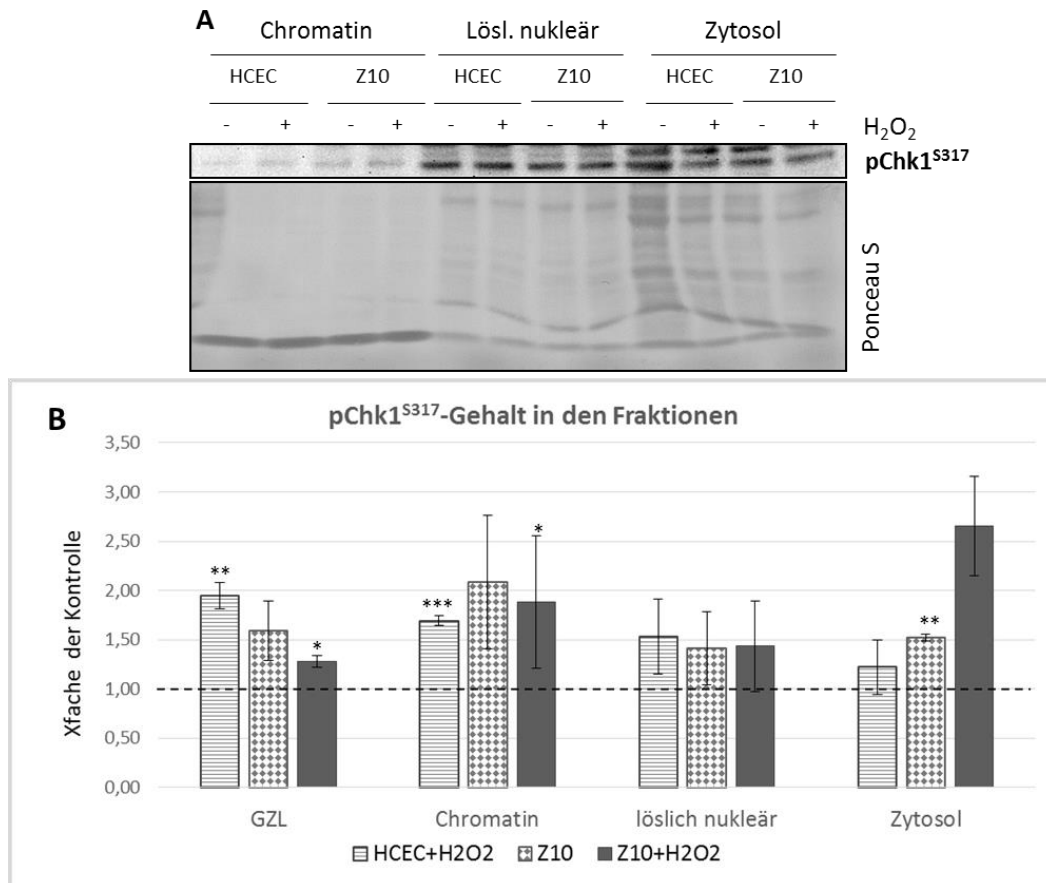 A
Chromatin Lösl. nukleär Zytosol
HCEC Z10 HCEC Z10 HCEC Z10
- + - + - + - + - + - + H₂O₂
pChk1ˢ³¹⁷
Ponceau S
B pChk1ˢ³¹⁷-Gehalt in den Fraktionen
Xfache der Kontrolle
3,50
3,00
2,50
2,00
1,50
1,00
0,50
0,00
** * *** * **
GZL Chromatin löslich nukleär Zytosol
HCEC+H2O2 Z10 Z10+H2O2